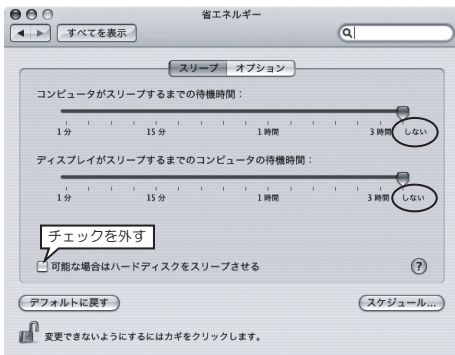 省エネルギー
すべてを表示
スリープ オプション
コンピュータがスリープするまでの待機時間：
1分 15分 1時間 3時間 しない
ディスプレイがスリープするまでのコンピュータの待機時間：
1分 15分 1時間 3時間 しない
チェックを外す
可能な場合はハードディスクをスリープさせる ?
デフォルトに戻す スケジュール...
変更できないようにするにはカギをクリックします。